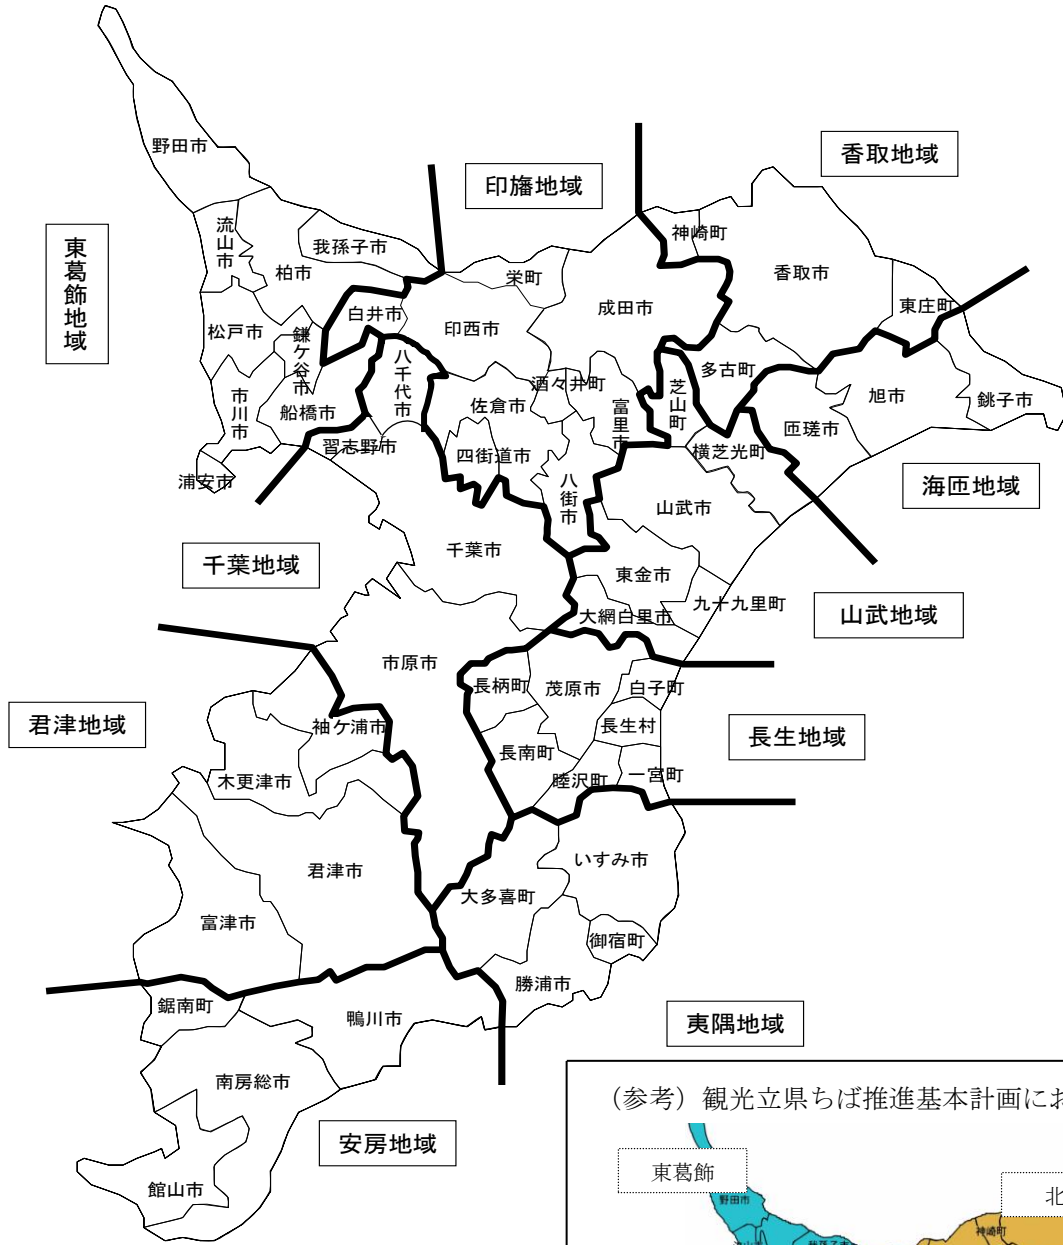 香取地域
野田市
印旛地域
東葛飾地域
流山市
我孫子市
神崎町
柏市
栄町
香取市
成田市
東庄町
白井市
印西市
松戸市
鎌ケ谷市
八千代市
酒々井町
多古町
芝山町
旭市
銚子市
市川市
船橋市
佐倉市
富里市
匝瑳市
習志野市
四街道市
横芝光町
浦安市
八街市
海匝地域
山武市
千葉地域
千葉市
東金市
九十九里町
山武地域
大網白里市
市原市
長柄町
茂原市
白子町
君津地域
袖ケ浦市
長生村
長生地域
長南町
木更津市
睦沢町
一宮町
いすみ市
君津市
大多喜町
富津市
御宿町
勝浦市
鋸南町
鴨川市
夷隅地域
南房総市
安房地域
館山市
(参考)観光立県ちば推進基本計画にお
東葛飾
北
野田市
神崎町